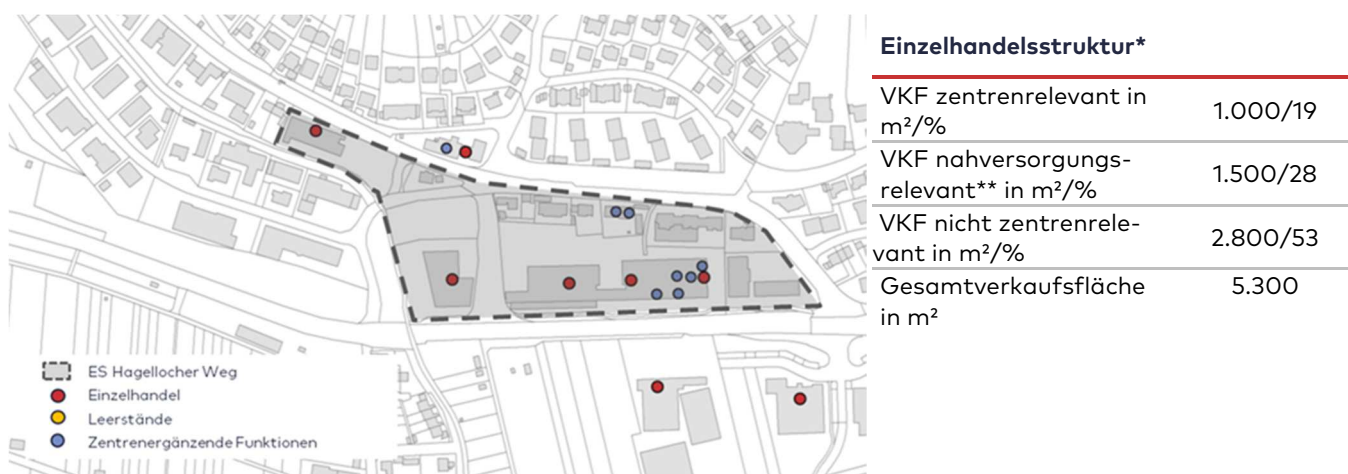 ES Hagellocher Weg
Einzelhandel
Leerstände
Zentrenergänzende Funktionen
Einzelhandelsstruktur*
VKF zentrenrelevant in
m²/%
1.000/19
VKF nahversorgungs-
relevant** in m²/%
1.500/28
VKF nicht zentrenrele-
vant in m²/%
2.800/53
Gesamtverkaufsfläche
in m²
5.300